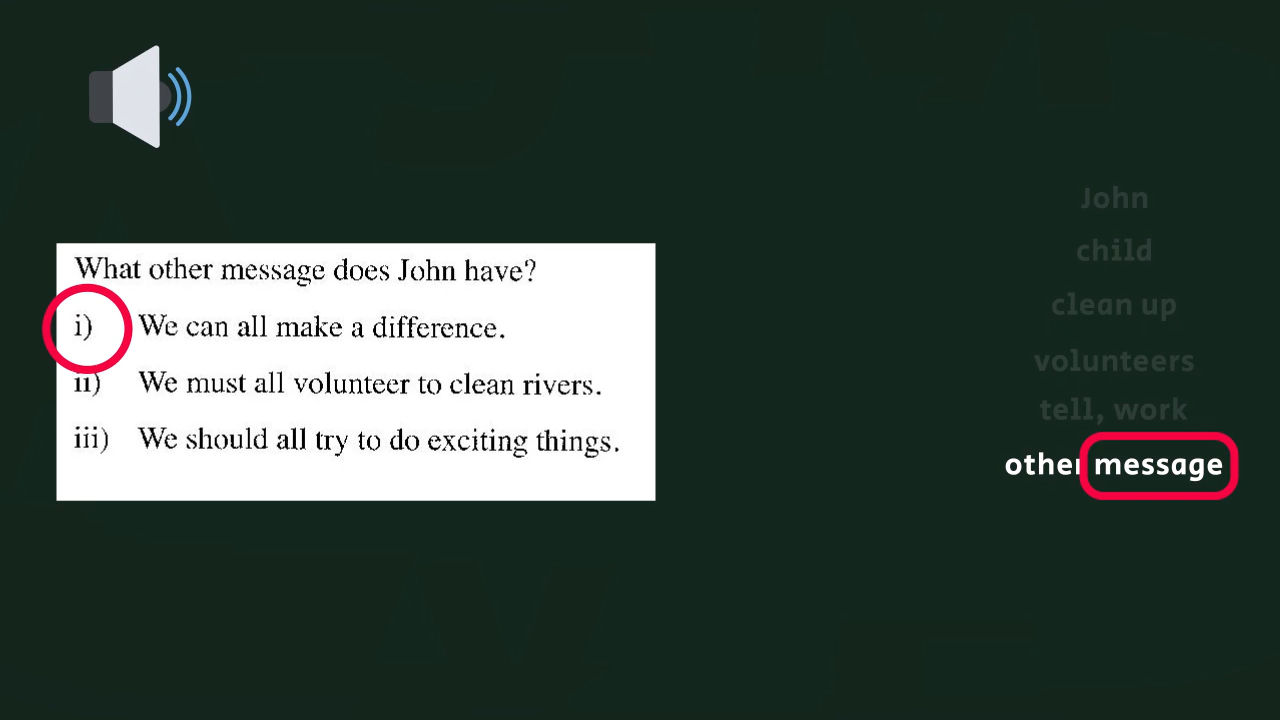 What other message does John have?
i) We can all make a difference.
ii) We must all volunteer to clean rivers.
iii) We should all try to do exciting things.
John
child
clean up
volunteers
tell, work
other message